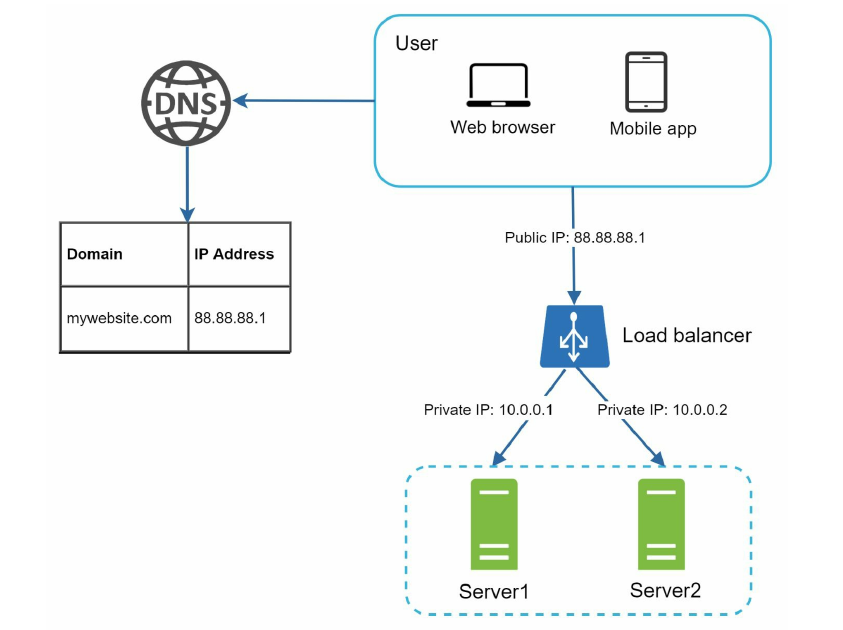 User
DNS
Web browser
Mobile app
Public IP: 88.88.88.1
Domain
IP Address
mywebsite.com
88.88.88.1
Load balancer
Private IP: 10.0.0.1
Private IP: 10.0.0.2
Server1
Server2